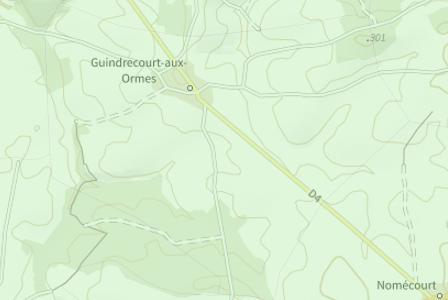 .301
Guindrecourt-aux-
Ormes
D4
Nomécourt